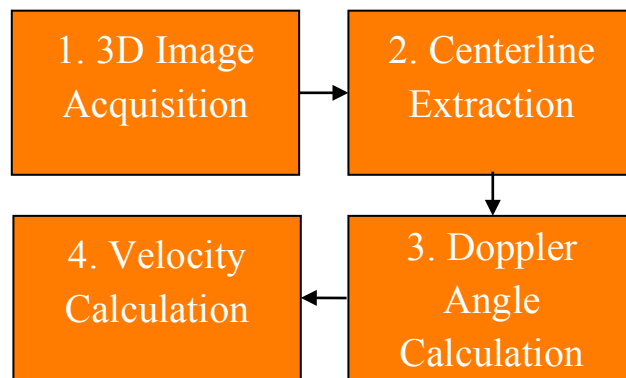 1. 3D Image
Acquisition
2. Centerline
Extraction
3. Doppler
Angle
Calculation
4. Velocity
Calculation